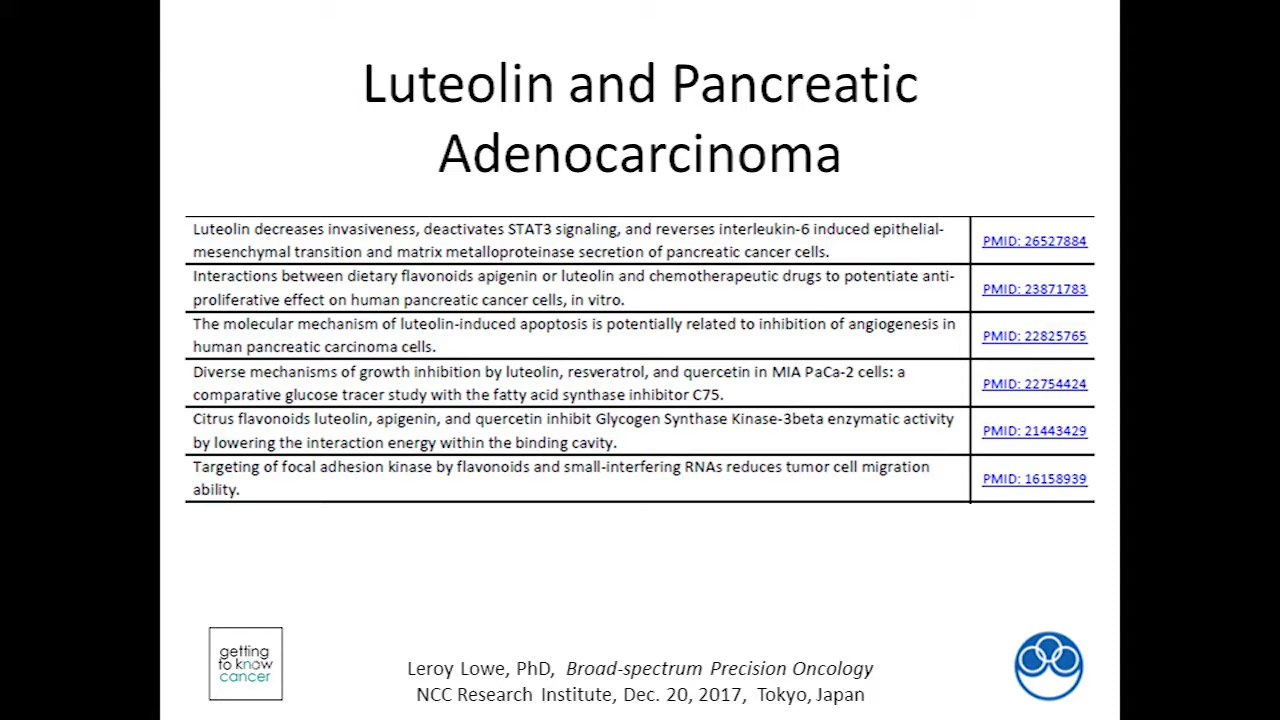 Luteolin and Pancreatic
Adenocarcinoma
Luteolin decreases invasiveness, deactivates STAT3 signaling, and reverses interleukin-6 induced epithelial-
mesenchymal transition and matrix metalloproteinase secretion of pancreatic cancer cells.
PMID: 26527884
Interactions between dietary flavonoids apigenin or luteolin and chemotherapeutic drugs to potentiate anti-
proliferative effect on human pancreatic cancer cells, in vitro.
PMID: 23871783
The molecular mechanism of luteolin-induced apoptosis is potentially related to inhibition of angiogenesis in
human pancreatic carcinoma cells.
PMID: 22825765
Diverse mechanisms of growth inhibition by luteolin, resveratrol, and quercetin in MIA PaCa-2 cells: a
comparative glucose tracer study with the fatty acid synthase inhibitor C75.
PMID: 22754424
Citrus flavonoids luteolin, apigenin, and quercetin inhibit Glycogen Synthase Kinase-3beta enzymatic activity
by lowering the interaction energy within the binding cavity.
PMID: 21443429
Targeting of focal adhesion kinase by flavonoids and small-interfering RNAs reduces tumor cell migration
ability.
PMID: 16158939
getting
to know
cancer
Leroy Lowe, PhD, Broad-spectrum Precision Oncology
NCC Research Institute, Dec. 20, 2017, Tokyo, Japan